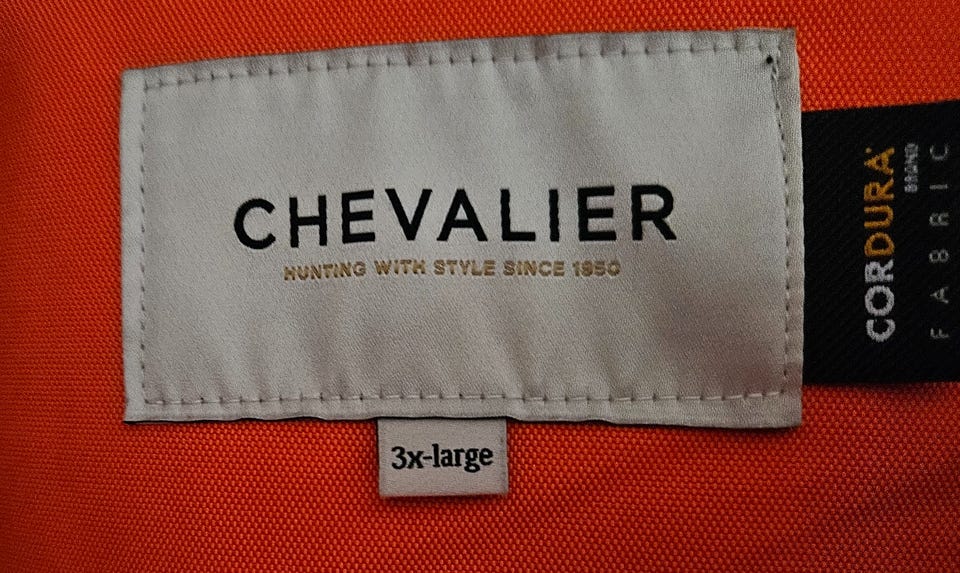 CHEVALIER
HUNTING WITH STYLE SINCE 1950
3x-large
CORDURA
BRAND
FABRIC